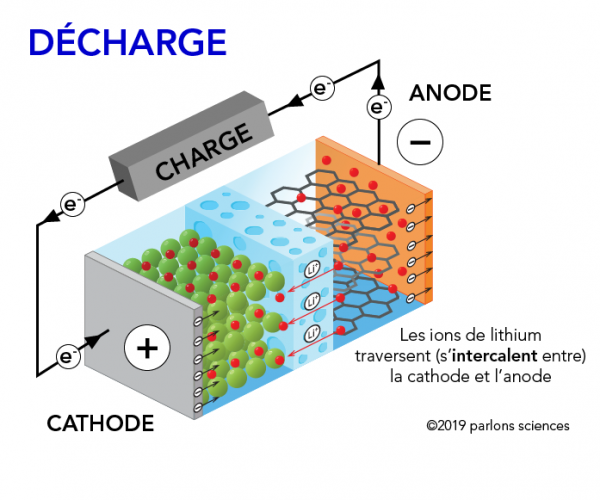 DÉCHARGE
e-
ANODE
e-
−
CHARGE
e-
e-
Li+
Li+
Li+
+
e-
Les ions de lithium
traversent (s’intercalent entre)
la cathode et l’anode
CATHODE
©2019 parlons sciences